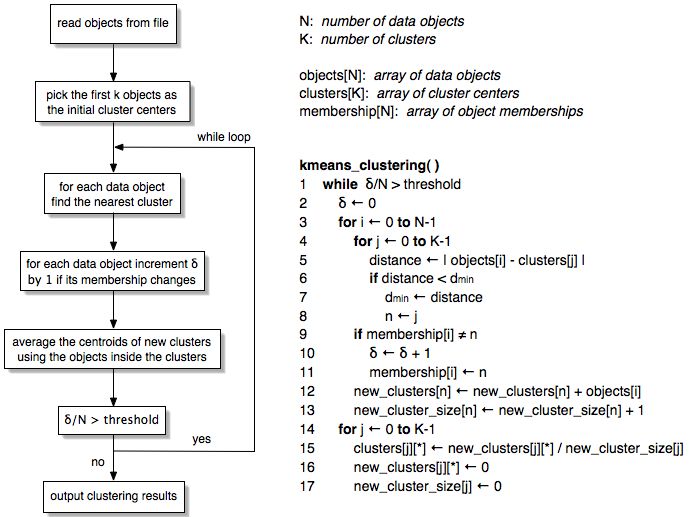 read objects from file
pick the first k objects as
the initial cluster centers
while loop
for each data object
find the nearest cluster
for each data object increment δ
by 1 if its membership changes
average the centroids of new clusters
using the objects inside the clusters
δ/N > threshold
yes
no
output clustering results
N: number of data objects
K: number of clusters
objects[N]: array of data objects
clusters[K]: array of cluster centers
membership[N]: array of object memberships
kmeans_clustering( )
1 while δ/N > threshold
2 δ ← 0
3 for i ← 0 to N-1
4 for j ← 0 to K-1
5 distance ← | objects[i] - clusters[j] |
6 if distance < dmin
7 dmin ← distance
8 n ← j
9 if membership[i] ≠ n
10 δ ← δ + 1
11 membership[i] ← n
12 new_clusters[n] ← new_clusters[n] + objects[i]
13 new_cluster_size[n] ← new_cluster_size[n] + 1
14 for j ← 0 to K-1
15 clusters[j][*] ← new_clusters[j][*] / new_cluster_size[j]
16 new_clusters[j][*] ← 0
17 new_cluster_size[j] ← 0